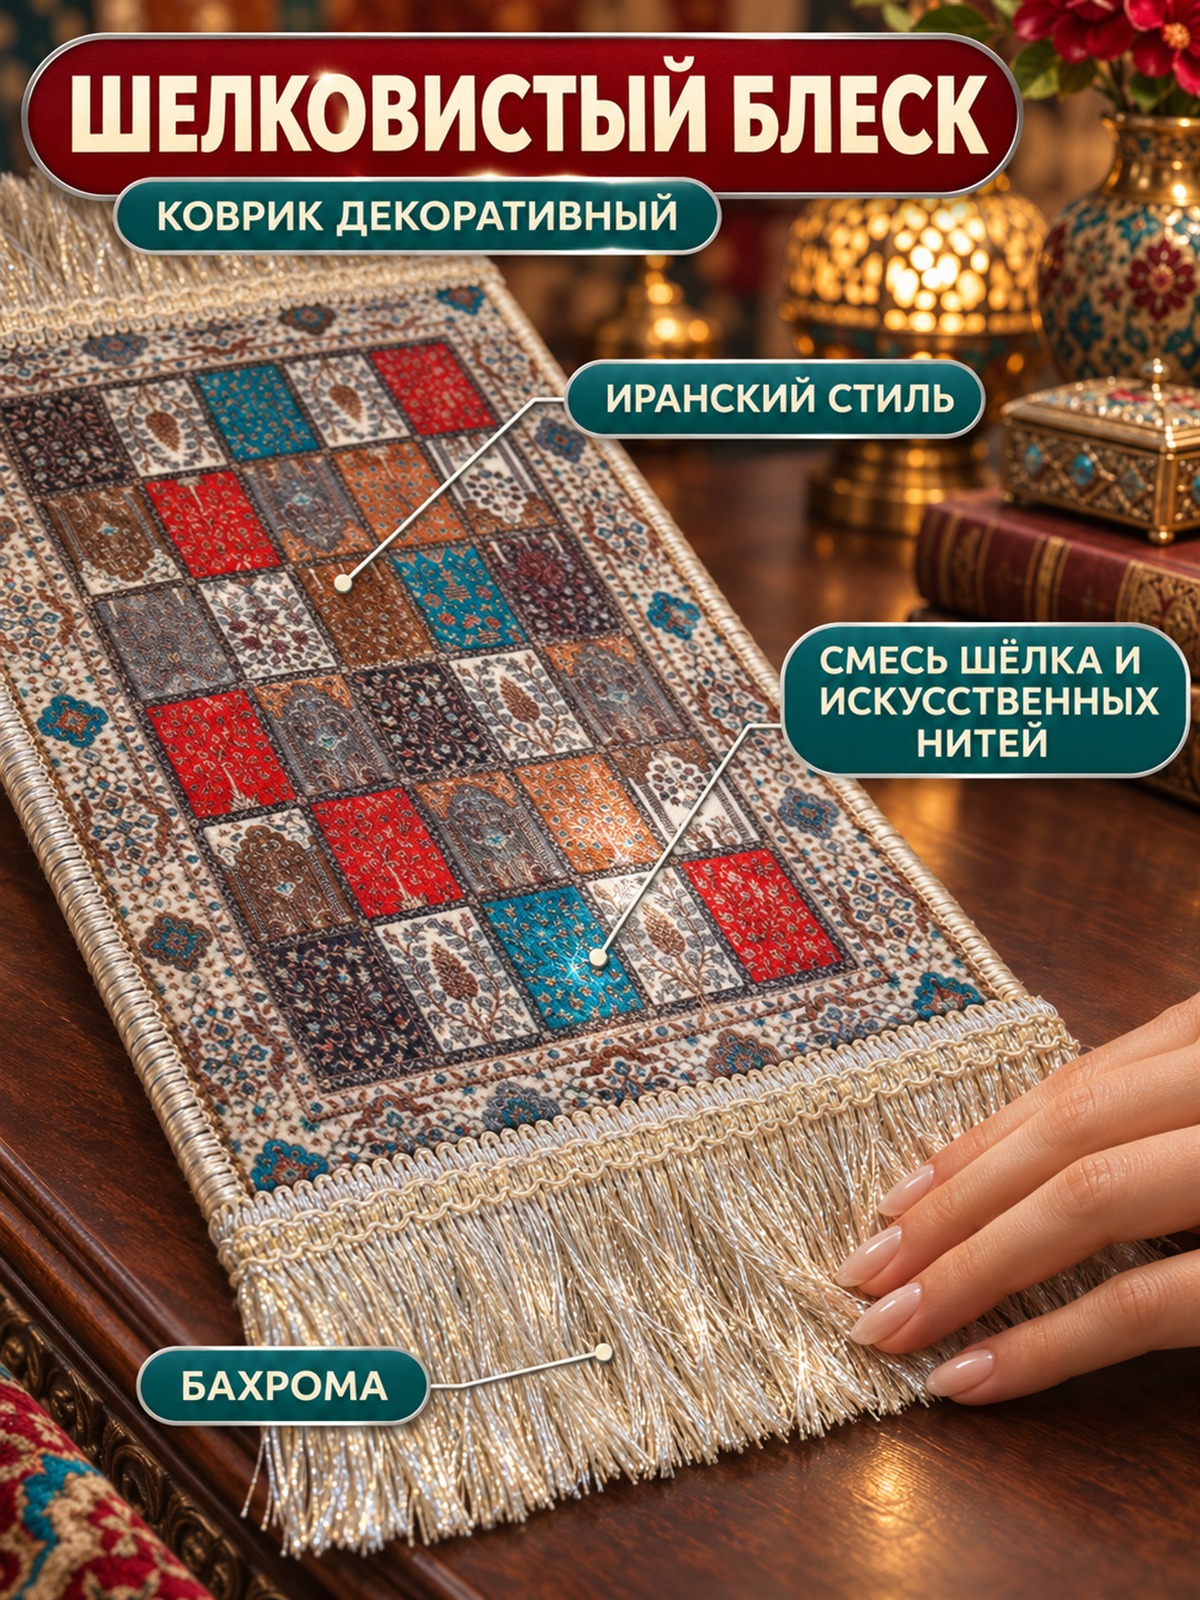 ШЕЛКОВИСТЫЙ БЛЕСК
КОВРИК ДЕКОРАТИВНЫЙ
ИРАНСКИЙ СТИЛЬ
СМЕСЬ ШЁЛКА И
ИСКУССТВЕННЫХ
НИТЕЙ
БАХРОМА